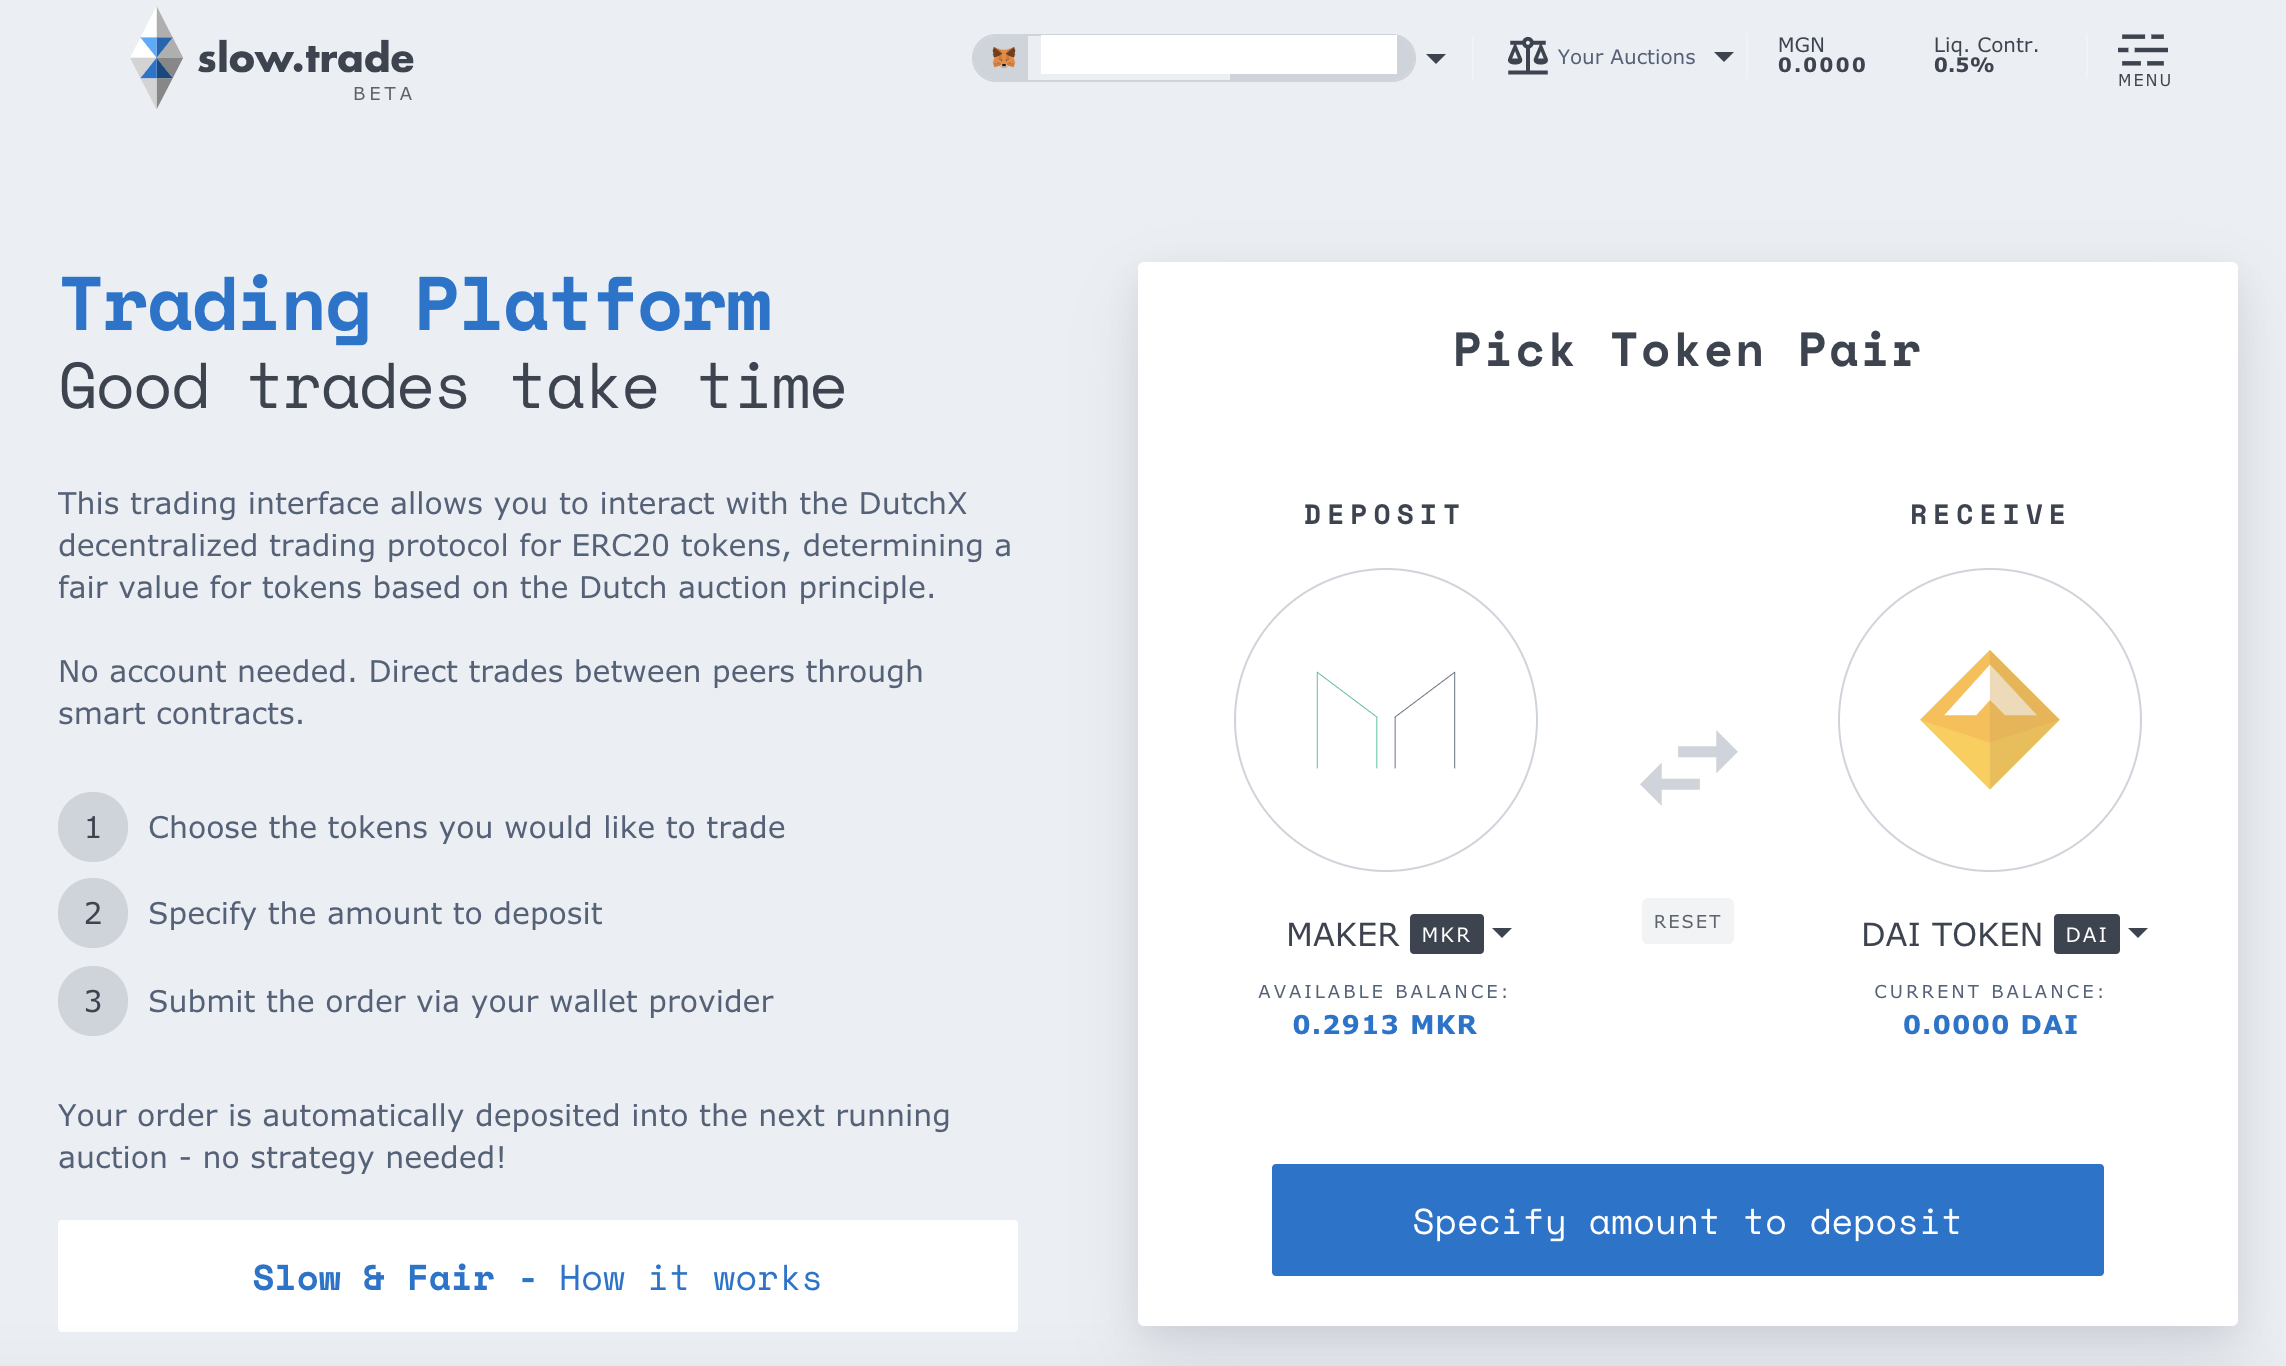 slow.trade
BETA
Your Auctions
MGN
0.0000
Liq. Contr.
0.5%
MENU
Trading Platform
Good trades take time
This trading interface allows you to interact with the DutchX
decentralized trading protocol for ERC20 tokens, determining a
fair value for tokens based on the Dutch auction principle.
No account needed. Direct trades between peers through
smart contracts.
1 Choose the tokens you would like to trade
2 Specify the amount to deposit
3 Submit the order via your wallet provider
Your order is automatically deposited into the next running
auction - no strategy needed!
Slow & Fair - How it works
Pick Token Pair
DEPOSIT
MAKER MKR
AVAILABLE BALANCE:
0.2913 MKR
RESET
RECEIVE
DAI TOKEN DAI
CURRENT BALANCE:
0.0000 DAI
Specify amount to deposit